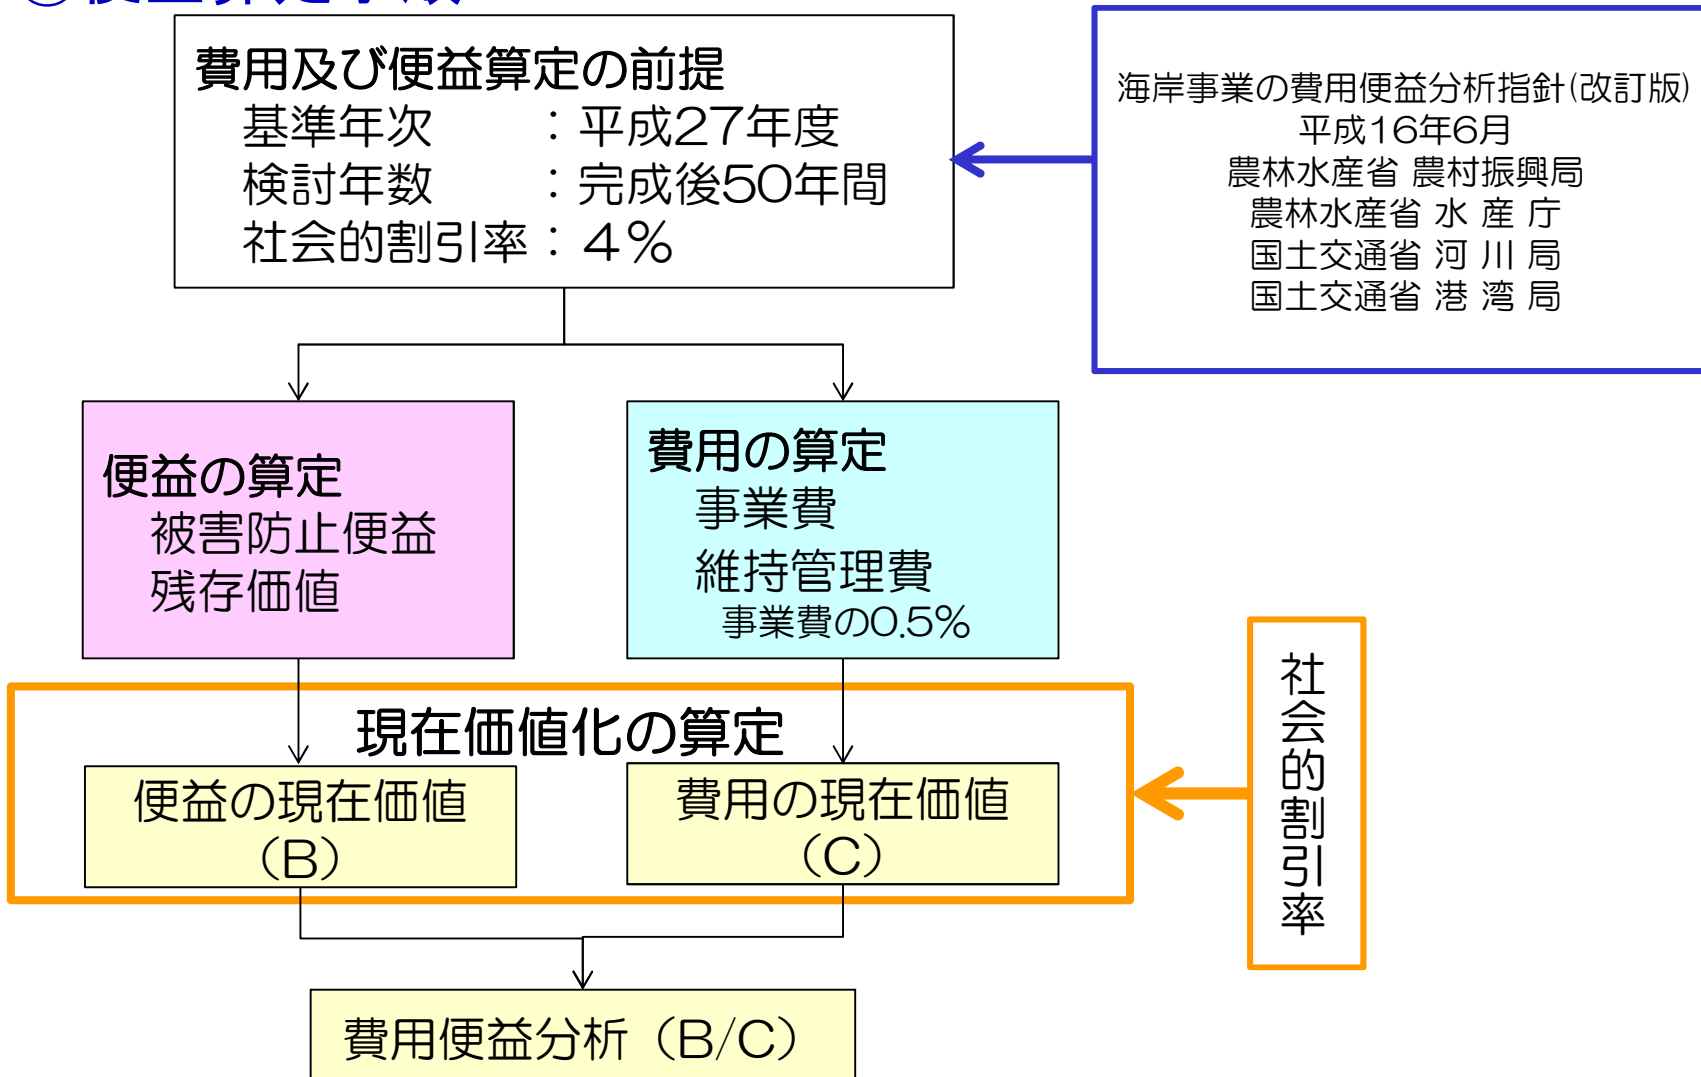 費用及び便益算定の前提
基準年次　　：平成27年度
検討年数　　：完成後50年間
社会的割引率：4%
海岸事業の費用便益分析指針(改訂版)
平成16年6月
農林水産省 農村振興局
農林水産省 水 産 庁
国土交通省 河 川 局
国土交通省 港 湾 局
便益の算定
被害防止便益
残存価値
費用の算定
事業費
維持管理費
事業費の0.5%
現在価値化の算定
便益の現在価値
（B）
費用の現在価値
（C）
社会的割引率
費用便益分析（B/C）